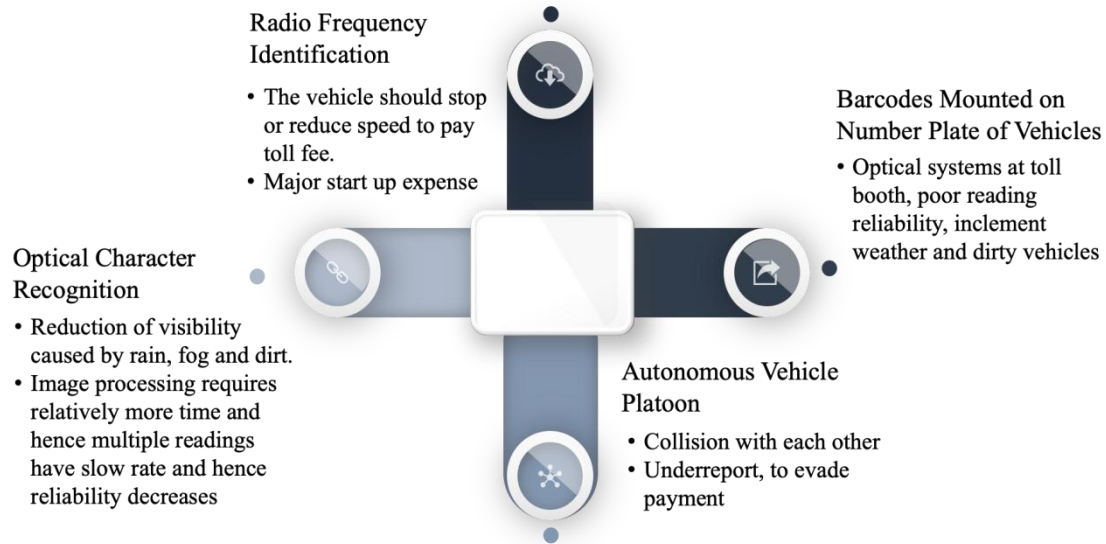 Radio Frequency
Identification
• The vehicle should stop
or reduce speed to pay
toll fee.
• Major start up expense
Barcodes Mounted on
Number Plate of Vehicles
• Optical systems at toll
booth, poor reading
reliability, inclement
weather and dirty vehicles
Optical Character
Recognition
• Reduction of visibility
caused by rain, fog and dirt.
• Image processing requires
relatively more time and
hence multiple readings
have slow rate and hence
reliability decreases
Autonomous Vehicle
Platoon
• Collision with each other
• Underreport, to evade
payment